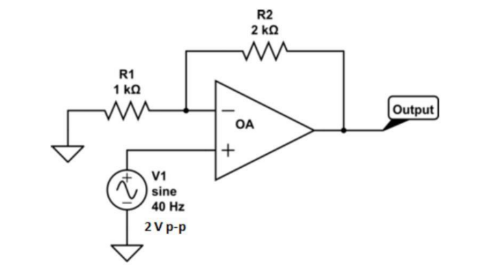 R2
2 kΩ
R1
1 kΩ
OA
Output
V1
sine
40 Hz
2 V p-p